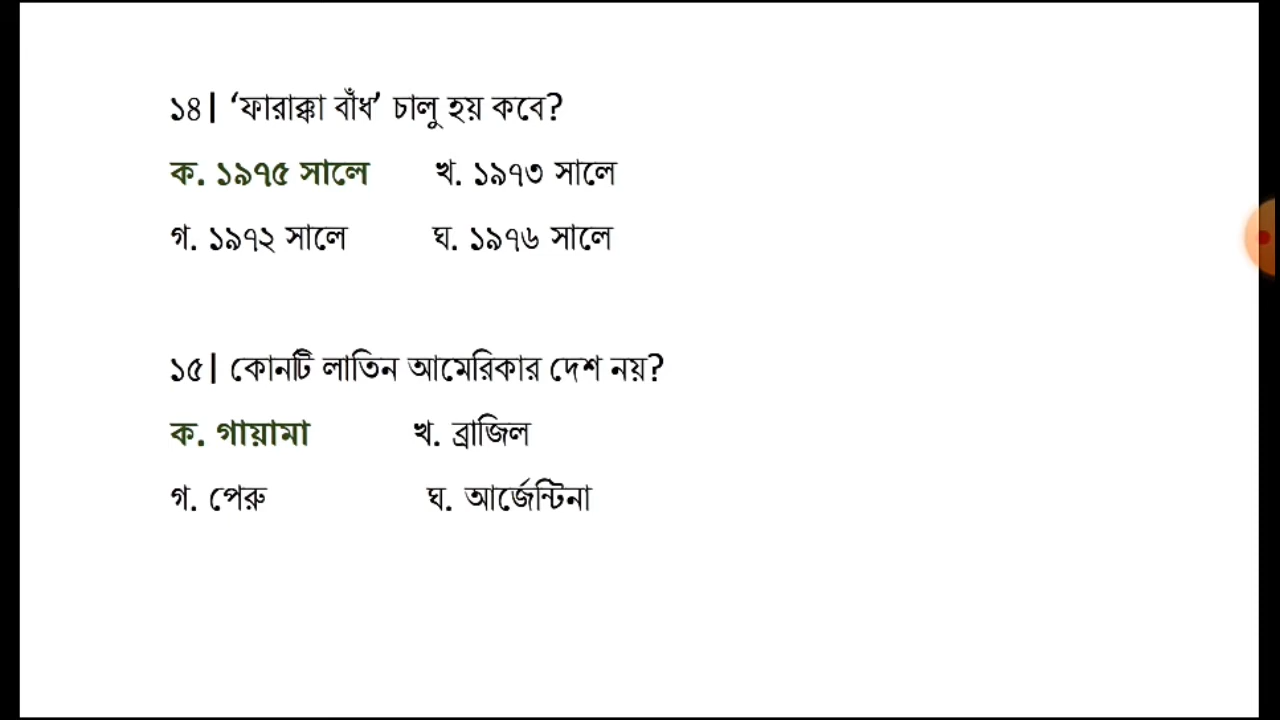 ১৪| ‘ফারাক্কা বাঁধ’ চালু হয় কবে?
ক. ১৯৭৫ সালে খ. ১৯৭৩ সালে
গ. ১৯৭২ সালে ঘ. ১৯৭৬ সালে
১৫| কোনটি লাতিন আমেরিকার দেশ নয়?
ক. গায়ামা খ. ব্রাজিল
গ. পেরু ঘ. আর্জেন্টিনা